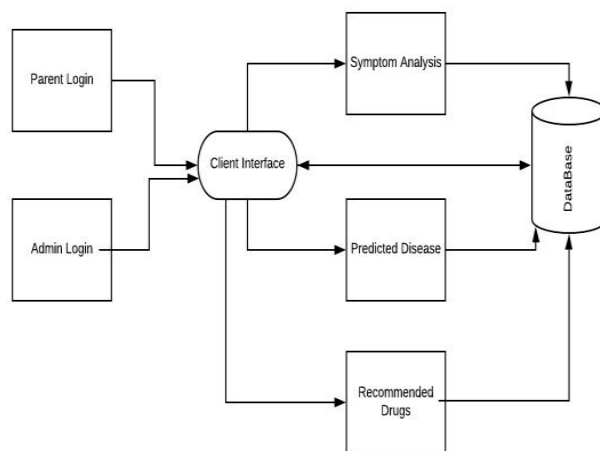 Parent Login
Symptom Analysis
Client Interface
DataBase
Admin Login
Predicted Disease
Recommended
Drugs